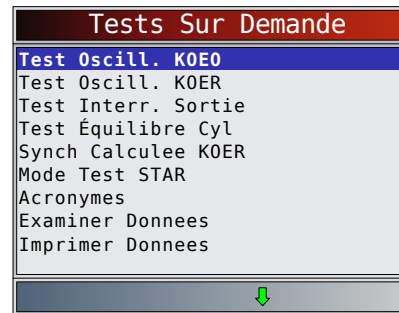 Tests Sur Demande
Test Oscill. KOEO
Test Oscill. KOER
Test Interr. Sortie
Test Équilibre Cyl
Synch Calculee KOER
Mode Test STAR
Acronymes
Examiner Donnees
Imprimer Donnees